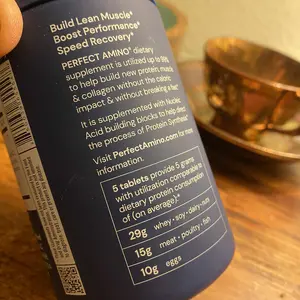 Build Lean Muscle◊
Boost Performance◊
Speed Recovery◊
PERFECT AMINO® dietary
supplement is utilized up to 99%
to help build new protein, muscle,
& collagen without the caloric
impact & without breaking a fast◊
It is supplemented with Nucleic
Acid building blocks to help direct
the process of Protein Synthesis◊
Visit PerfectAmino.com for more
information.
5 tablets provide 5 grams
with utilization comparable to
dietary protein consumption
of (on average):◊
29g whey • soy • dairy • nuts
15g meat • poultry • fish
10g eggs